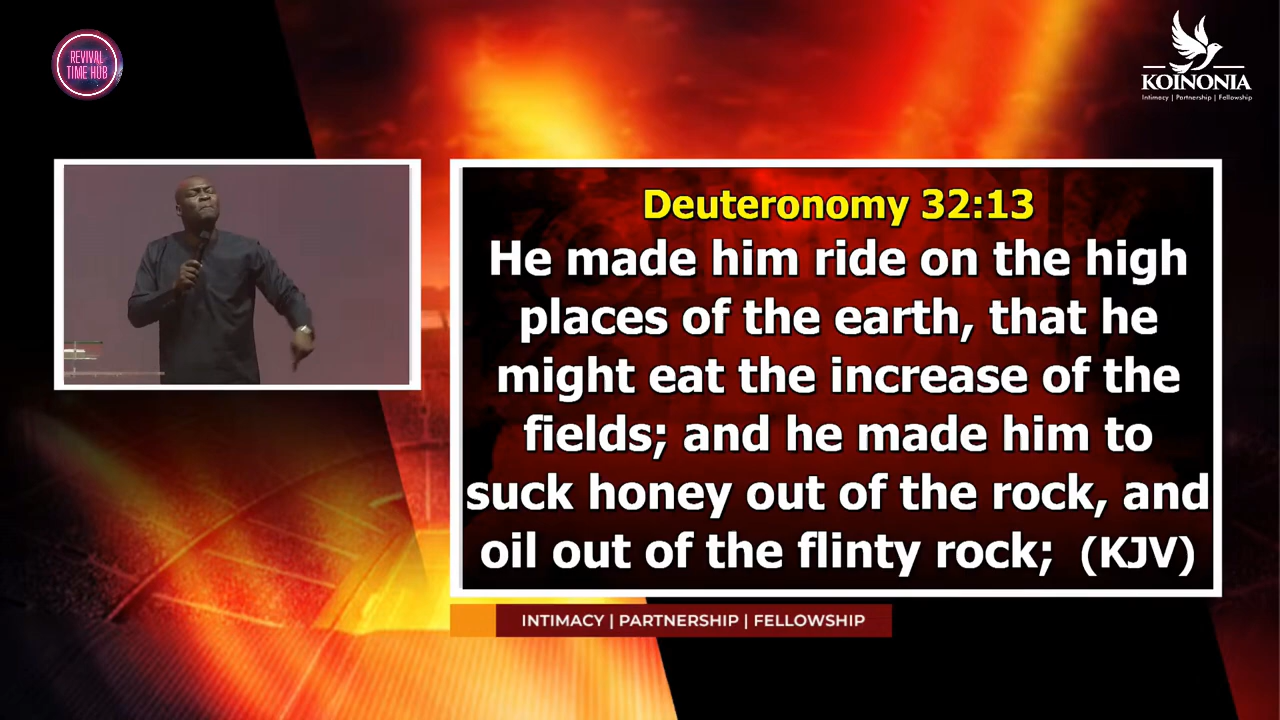 REVIVAL
TIME HUB
KOINONIA
Intimacy | Partnership | Fellowship
Deuteronomy 32:13
He made him ride on the high
places of the earth, that he
might eat the increase of the
fields; and he made him to
suck honey out of the rock, and
oil out of the flinty rock; (KJV)
INTIMACY | PARTNERSHIP | FELLOWSHIP